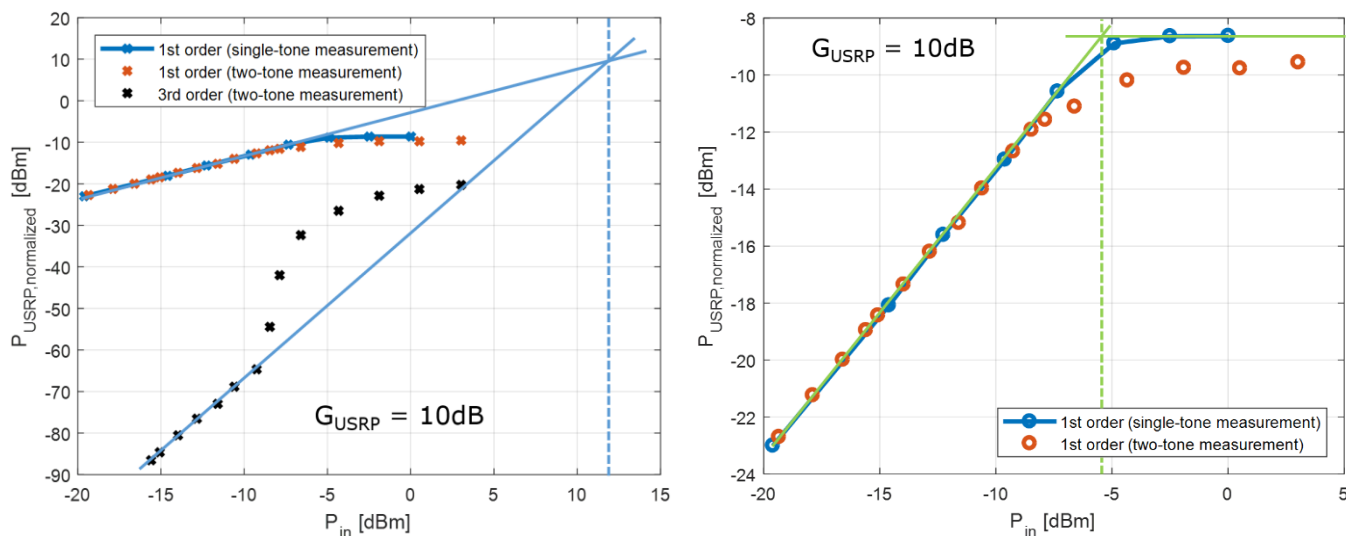 20
10
0
-10
-20
-30
-40
-50
-60
-70
-80
-90
P_USRP,normalized [dBm]
1st order (single-tone measurement)
1st order (two-tone measurement)
3rd order (two-tone measurement)
G_USRP = 10dB
-20 -15 -10 -5 0 5 10 15
P_in [dBm]
-8
-10
-12
-14
-16
-18
-20
-22
-24
P_USRP,normalized [dBm]
G_USRP = 10dB
1st order (single-tone measurement)
1st order (two-tone measurement)
-20 -15 -10 -5 0 5
P_in [dBm]